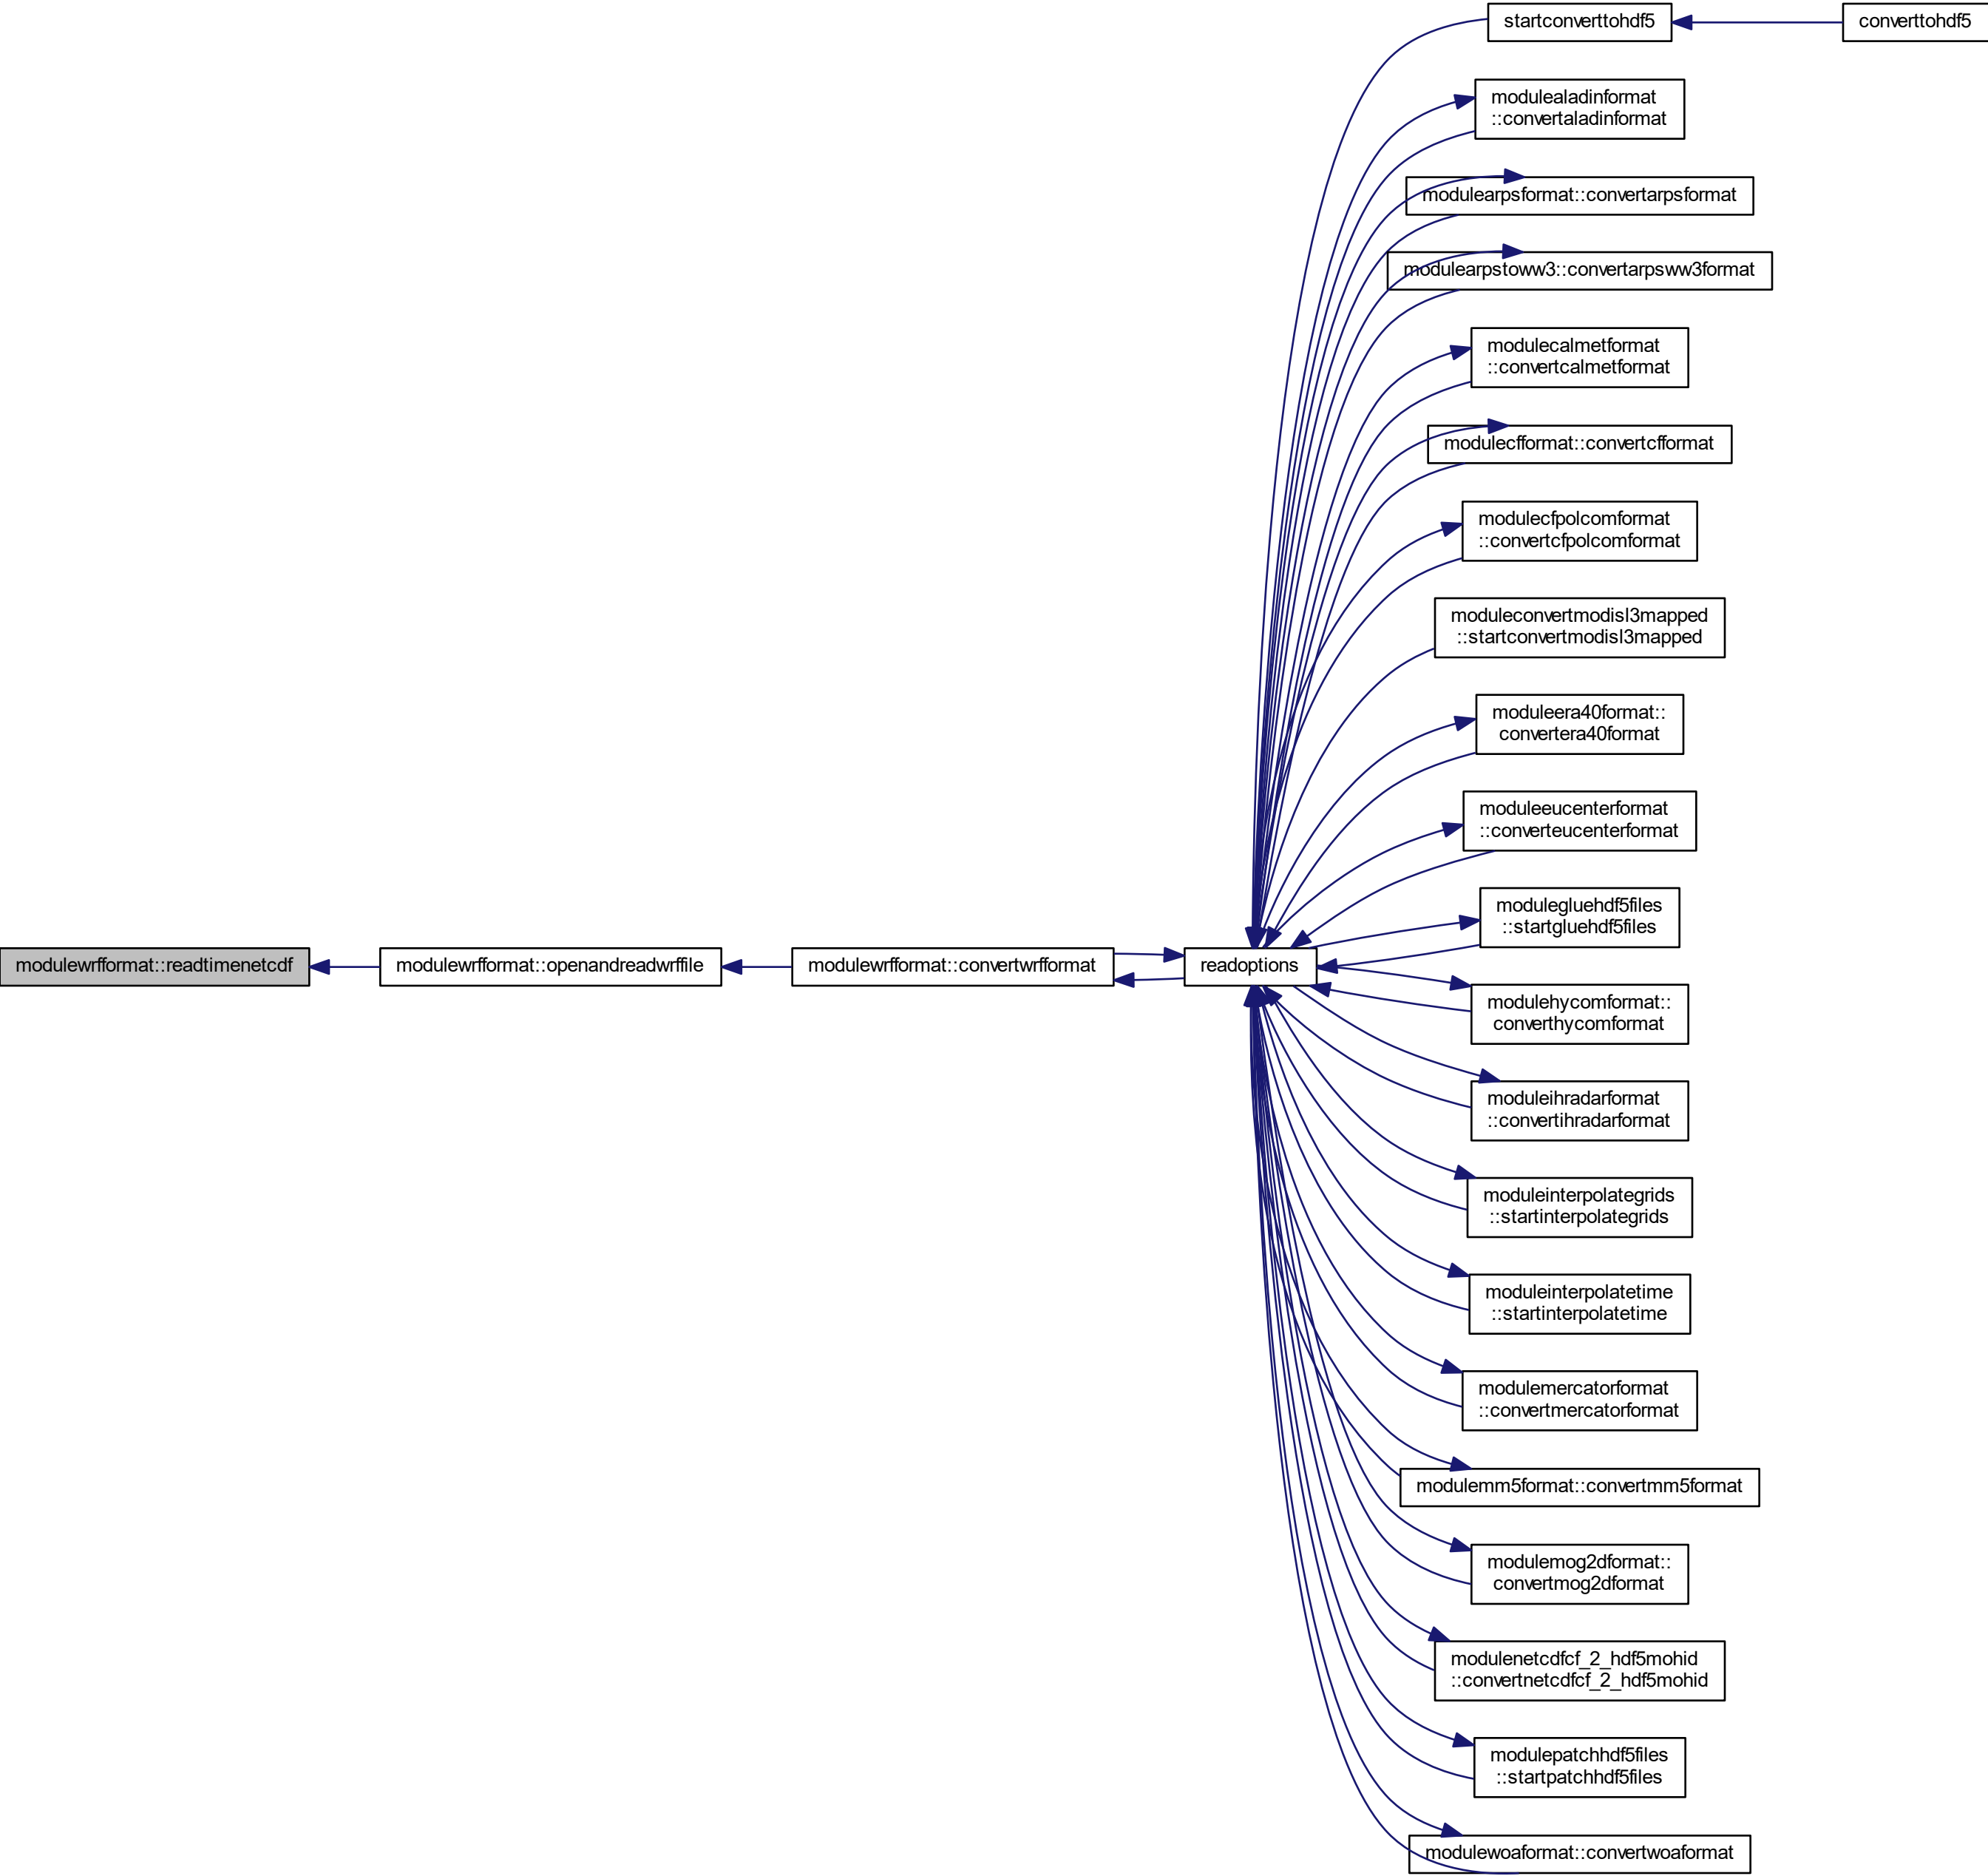 startconverttohdf5
converttohdf5
modulealadinformat
::convertaladinformat
modulearpsformat::convertarpsformat
modulearpstoww3::convertarpsww3format
modulecalmetformat
::convertcalmetformat
modulecfformat::convertcfformat
modulecfpolcomformat
::convertcfpolcomformat
moduleconvertmodisl3mapped
::startconvertmodisl3mapped
moduleera40format::
convertera40format
moduleeucenterformat
::converteucenterformat
modulegluehdf5files
::startgluehdf5files
modulewrfformat::readtimenetcdf
modulewrfformat::openandreadwrffile
modulewrfformat::convertwrfformat
readoptions
modulehycomformat::
converthycomformat
moduleihradarformat
::convertihradarformat
moduleinterpolategrids
::startinterpolategrids
moduleinterpolatetime
::startinterpolatetime
modulemercatorformat
::convertmercatorformat
modulemm5format::convertmm5format
modulemog2dformat::
convertmog2dformat
modulenetcdfcf_2_hdf5mohid
::convertnetcdfcf_2_hdf5mohid
modulepatchhdf5files
::startpatchhdf5files
modulewoaformat::convertwoaformat